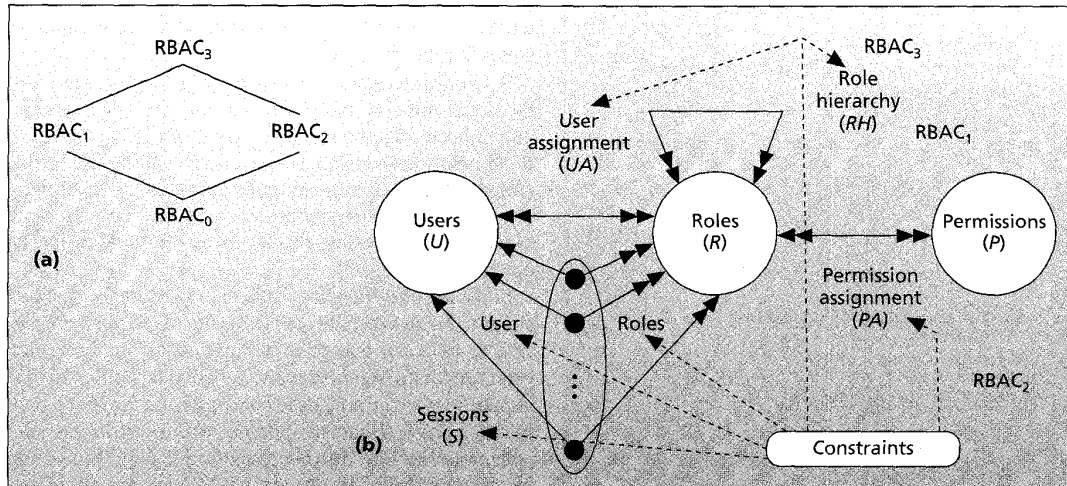 RBAC₃
RBAC₁
RBAC₂
RBAC₀
(a)
RBAC₃
Role
hierarchy
(RH)
RBAC₁
User
assignment
(UA)
Users
(U)
Roles
(R)
Permissions
(P)
Permission
assignment
(PA)
User
Roles
RBAC₂
Sessions
(S)
(b)
Constraints